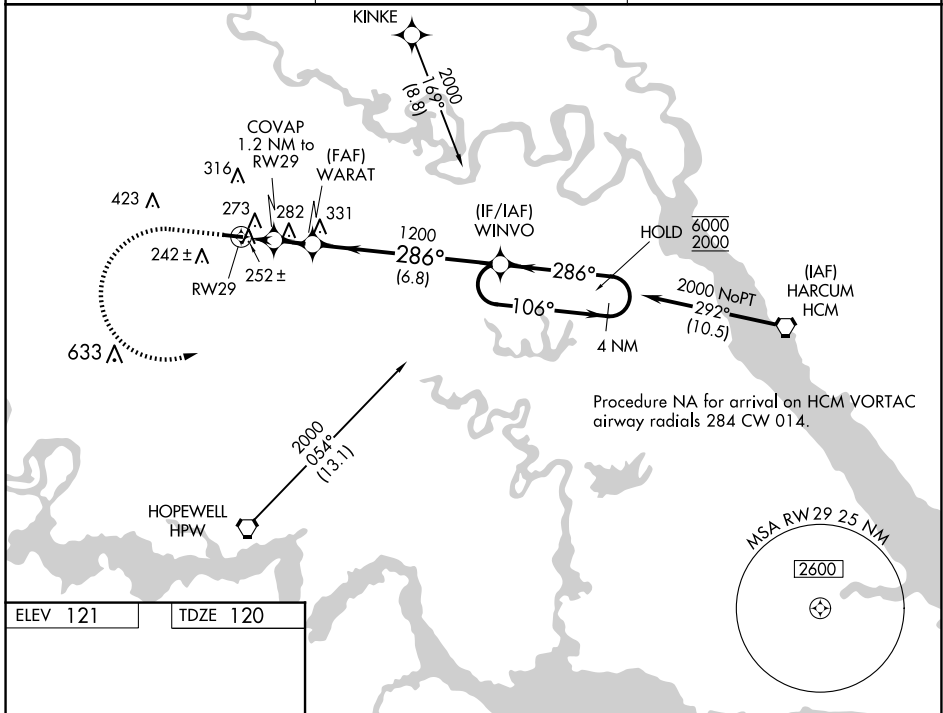 KINKE
2000
169°
(8.8)
COVAP
1.2 NM to
RW29
(FAF)
WARAT
316
423
273
282
331
242 ±
252 ±
RW29
633
1200
286°
(6.8)
(IF/IAF)
WINVO
HOLD
6000
2000
286°
106°
4 NM
2000 NoPT
292°
(10.5)
(IAF)
HARCUM
HCM
Procedure NA for arrival on HCM VORTAC
airway radials 284 CW 014.
2000
054°
(13.1)
HOPEWELL
HPW
MSA RW 29 25 NM
2600
ELEV 121
TDZE 120